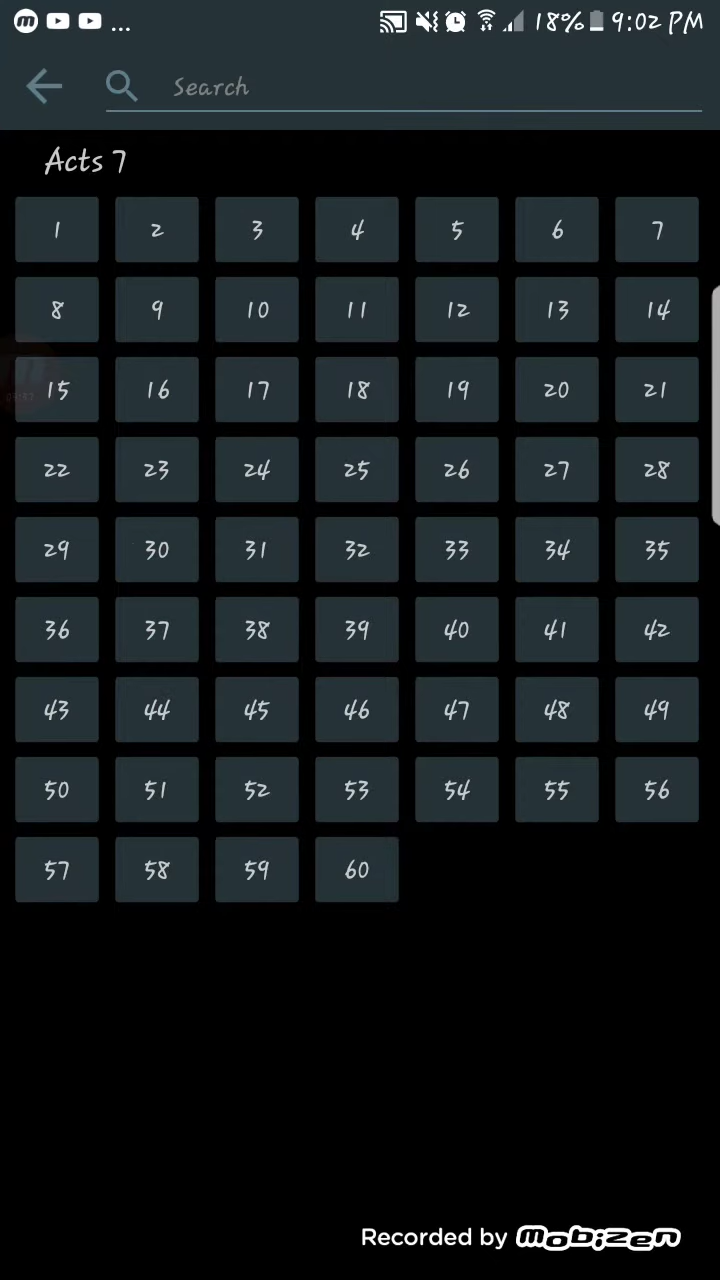 ... 18% 9:02 PM
Search
Acts 7
1 2 3 4 5 6 7
8 9 10 11 12 13 14
15 16 17 18 19 20 21
22 23 24 25 26 27 28
29 30 31 32 33 34 35
36 37 38 39 40 41 42
43 44 45 46 47 48 49
50 51 52 53 54 55 56
57 58 59 60
Recorded by mobizen